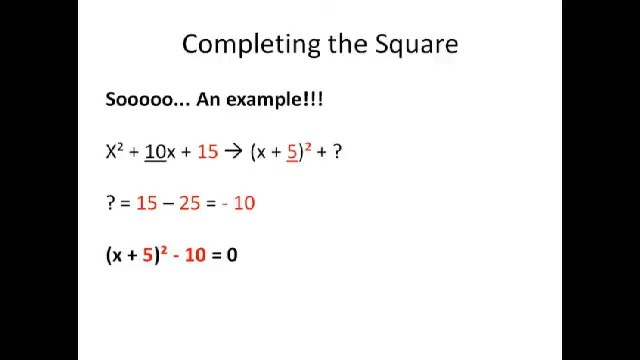 Completing the Square
Sooooo... An example!!!
X² + 10x + 15 → (x + 5)² + ?
? = 15 – 25 = - 10
(x + 5)² - 10 = 0